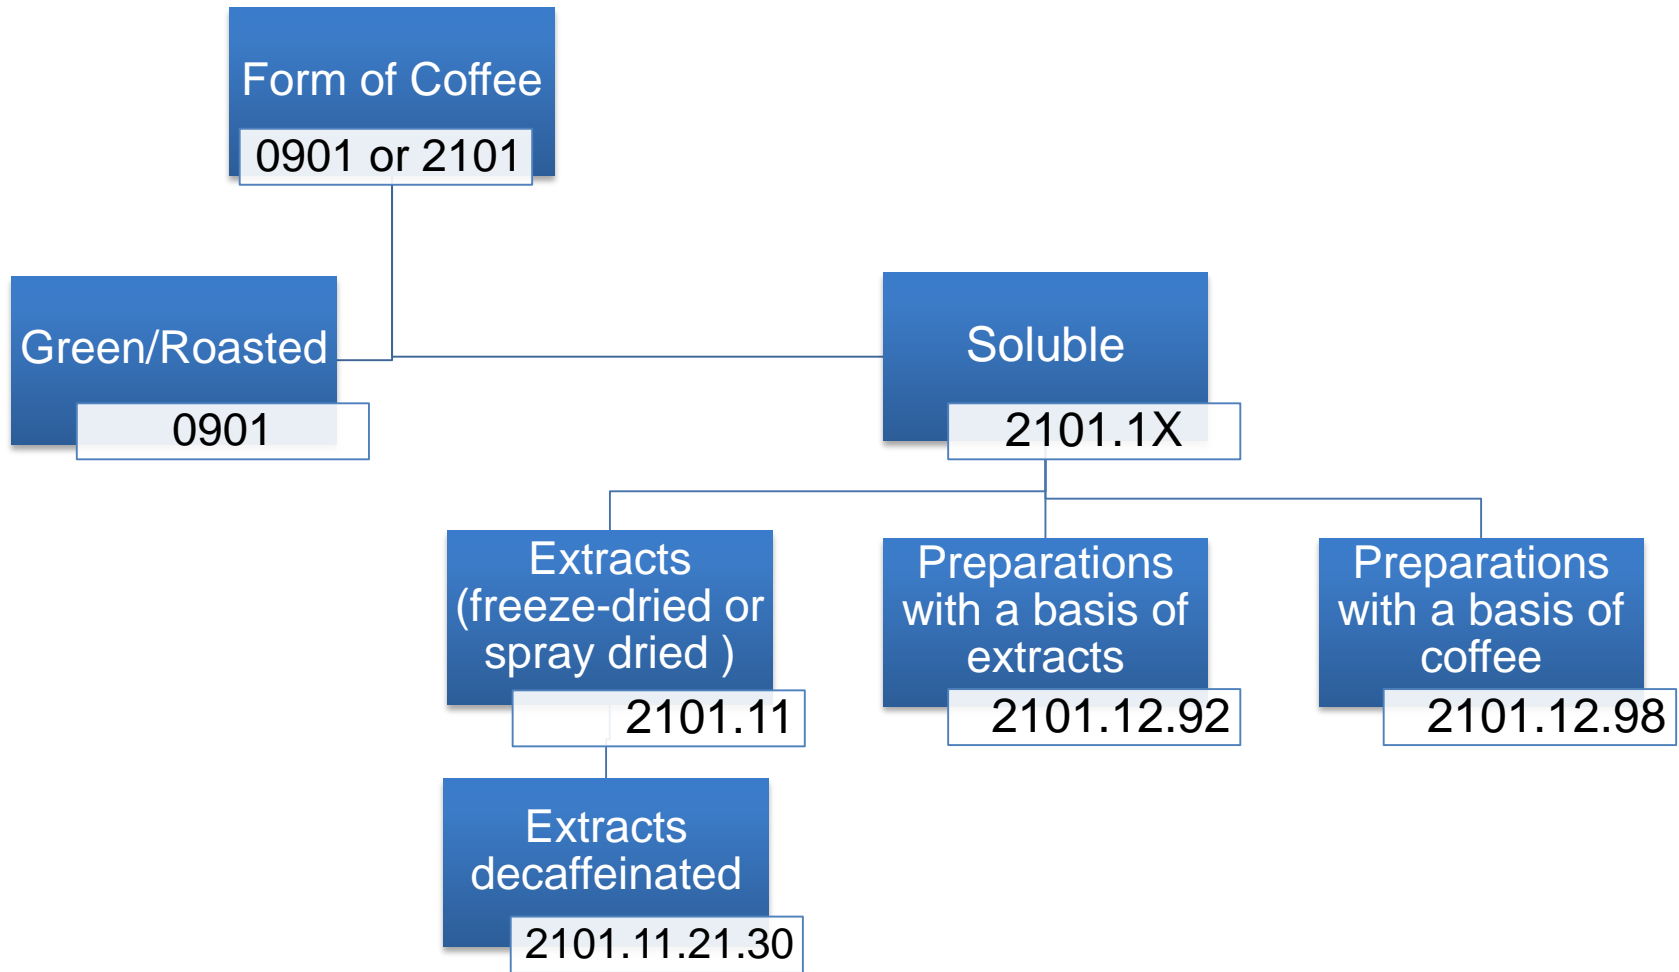 Form of Coffee
0901 or 2101
Green/Roasted
0901
Soluble
2101.1X
Extracts
(freeze-dried or
spray dried )
2101.11
Preparations
with a basis of
extracts
2101.12.92
Preparations
with a basis of
coffee
2101.12.98
Extracts
decaffeinated
2101.11.21.30